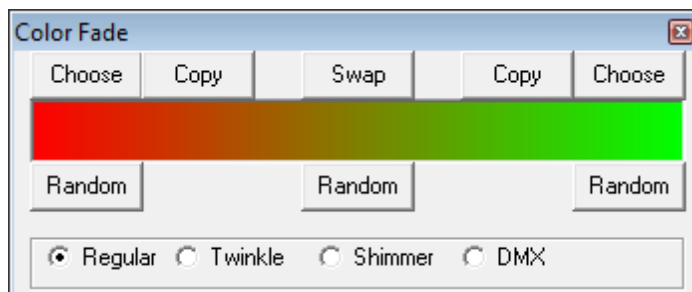 Color Fade
Choose Copy Swap Copy Choose
Random Random Random
Regular Twinkle Shimmer DMX